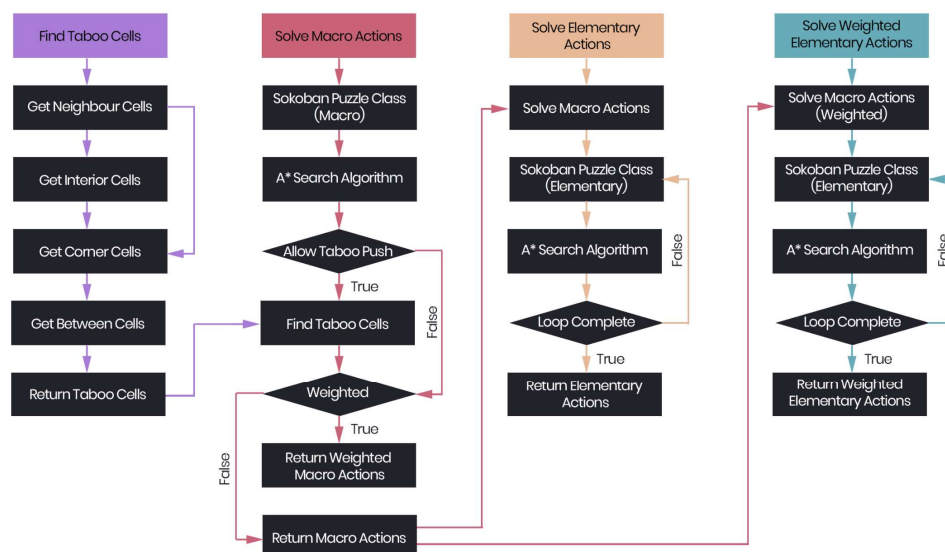 Find Taboo Cells
Get Neighbour Cells
Get Interior Cells
Get Corner Cells
Get Between Cells
Return Taboo Cells
Solve Macro Actions
Sokoban Puzzle Class
(Macro)
A* Search Algorithm
Allow Taboo Push
True
False
Find Taboo Cells
Weighted
True
False
Return Weighted
Macro Actions
Return Macro Actions
Solve Elementary
Actions
Solve Macro Actions
Sokoban Puzzle Class
(Elementary)
A* Search Algorithm
False
Loop Complete
True
Return Elementary
Actions
Solve Weighted
Elementary Actions
Solve Macro Actions
(Weighted)
Sokoban Puzzle Class
(Elementary)
A* Search Algorithm
False
Loop Complete
True
Return Weighted
Elementary Actions